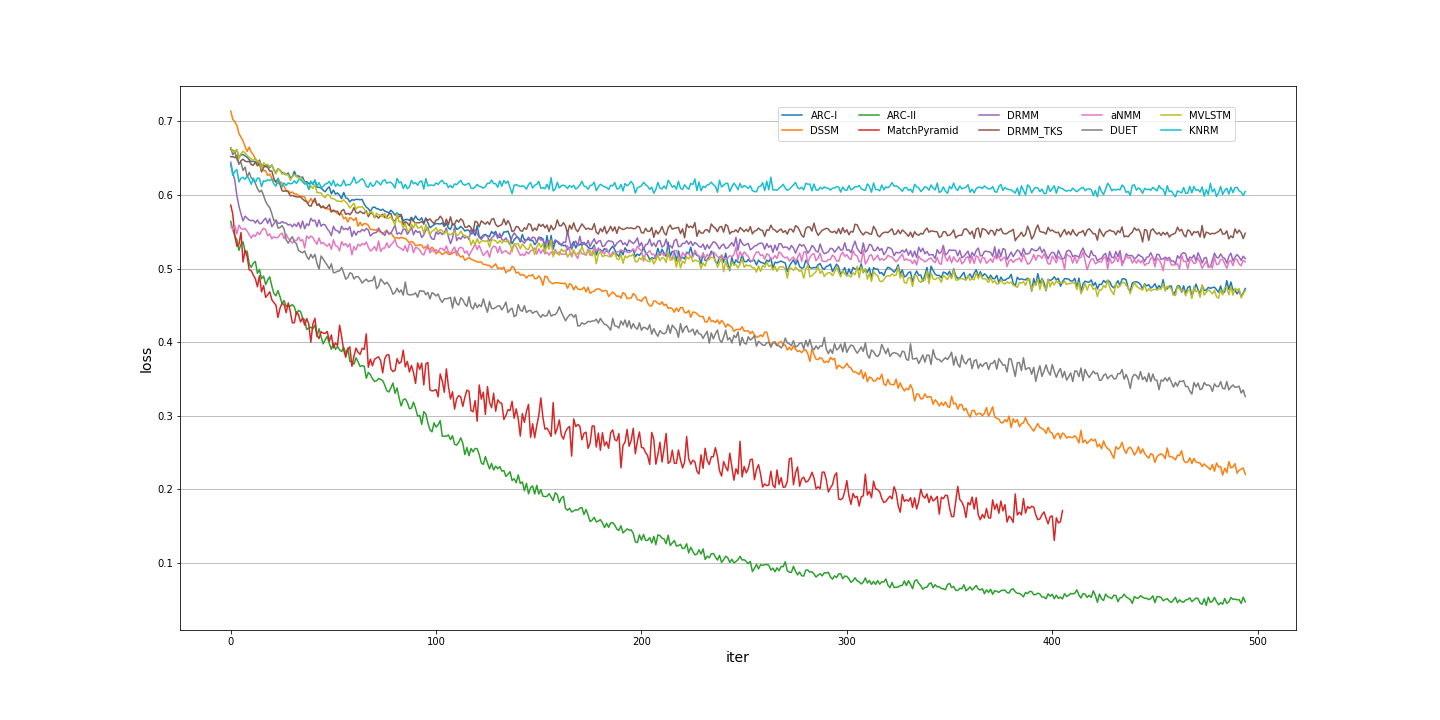 ARC-I ARC-II DRMM aNMM MVLSTM
DSSM MatchPyramid DRMM_TKS DUET KNRM
0.7
0.6
0.5
0.4
0.3
0.2
0.1
loss
0 100 200 300 400 500
iter